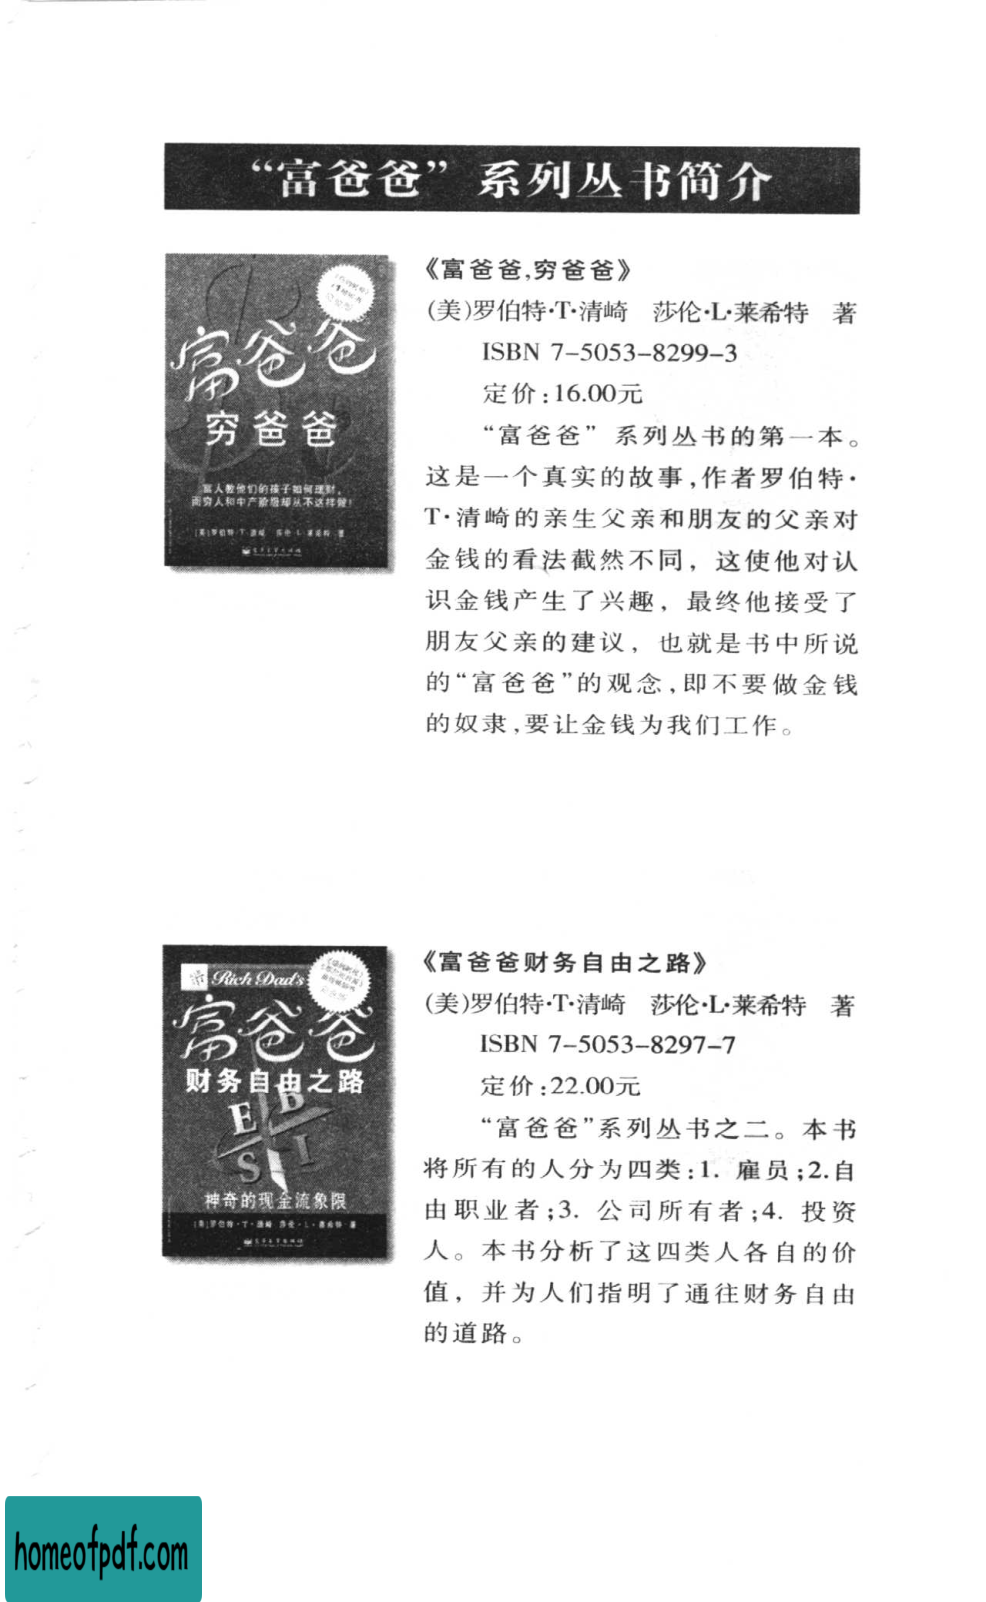 “富爸爸”系列丛书简介
富爸爸
穷爸爸
富人教他们的孩子如何理财,
而穷人和中产阶级却从不这样做!
[美]罗伯特·T·清崎 莎伦·L·莱希特 著
电子工业出版社
《富爸爸,穷爸爸》
(美)罗伯特·T·清崎 莎伦·L·莱希特 著
ISBN 7-5053-8299-3
定价:16.00元
“富爸爸” 系列丛书的第一本。
这是一个真实的故事,作者罗伯特·
T·清崎的亲生父亲和朋友的父亲对
金钱的看法截然不同, 这使他对认
识金钱产生了兴趣, 最终他接受了
朋友父亲的建议, 也就是书中所说
的“富爸爸”的观念,即不要做金钱
的奴隶,要让金钱为我们工作。
Rich Dad's
富爸爸
财务自由之路
E B
S I
神奇的现金流象限
[美]罗伯特·T·清崎 莎伦·L·莱希特 著
电子工业出版社
《富爸爸财务自由之路》
(美)罗伯特·T·清崎 莎伦·L·莱希特 著
ISBN 7-5053-8297-7
定价:22.00元
“富爸爸”系列丛书之二。本书
将所有的人分为四类:1. 雇员;2.自
由职业者;3. 公司所有者;4. 投资
人。本书分析了这四类人各自的价
值, 并为人们指明了通往财务自由
的道路。
homeofpdf.com